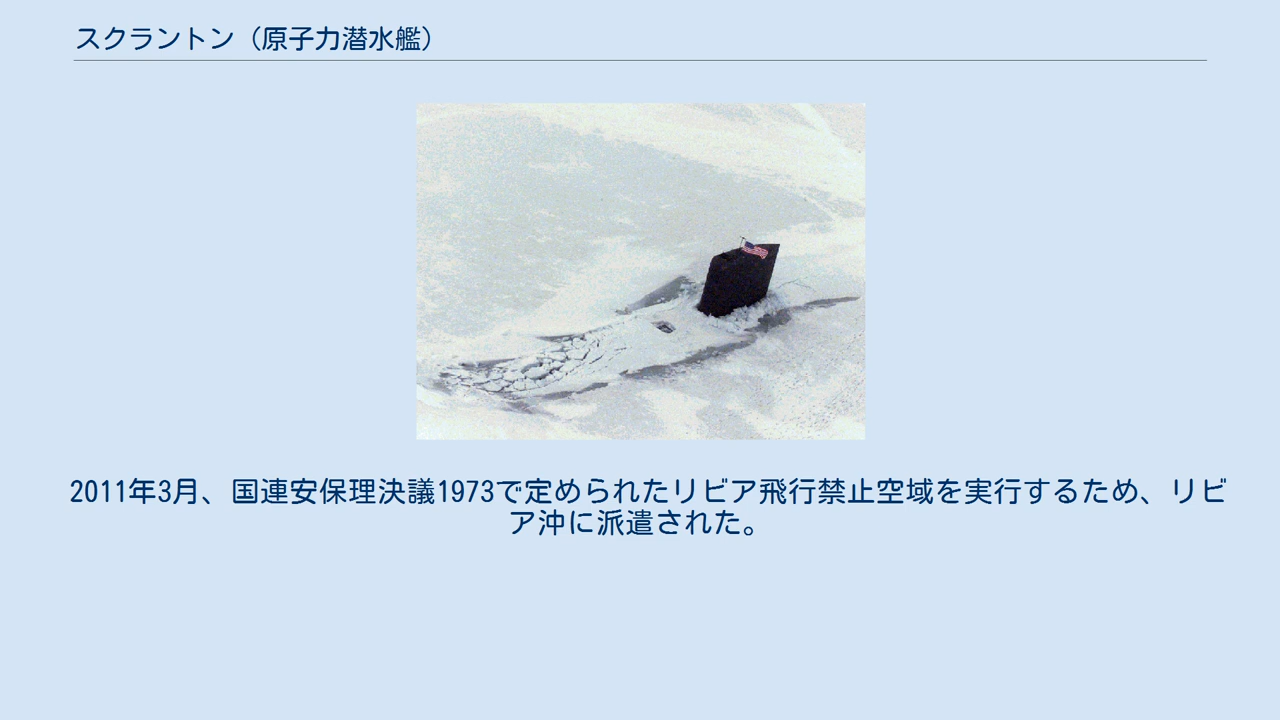 スクラントン（原子力潜水艦）
2011年3月、国連安保理決議1973で定められたリビア飛行禁止空域を実行するため、リビ
ア沖に派遣された。